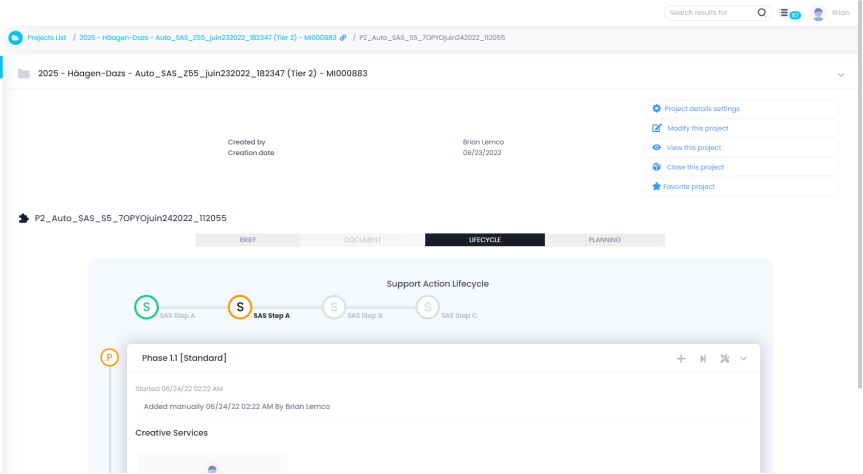 Search results for
57
Brian
Projects List / 2025 - Häagen-Dazs - Auto_SAS_Z55_juin232022_182347 (Tier 2) - MI000883 / P2_Auto_SAS_S5_7OPYOjuin242022_112055
2025 - Häagen-Dazs - Auto_SAS_Z55_juin232022_182347 (Tier 2) - MI000883
Project details settings
Modify this project
View this project
Close this project
Favorite project
Created by Brian Lemco
Creation date 06/23/2022
P2_Auto_SAS_S5_7OPYOjuin242022_112055
BRIEF DOCUMENT LIFECYCLE PLANNING
Support Action Lifecycle
S SAS Step A S SAS Step A S SAS Step B S SAS Step C
P
Phase 1.1 [Standard]
Started 06/24/22 02:22 AM
Added manually 06/24/22 02:22 AM By Brian Lemco
Creative Services